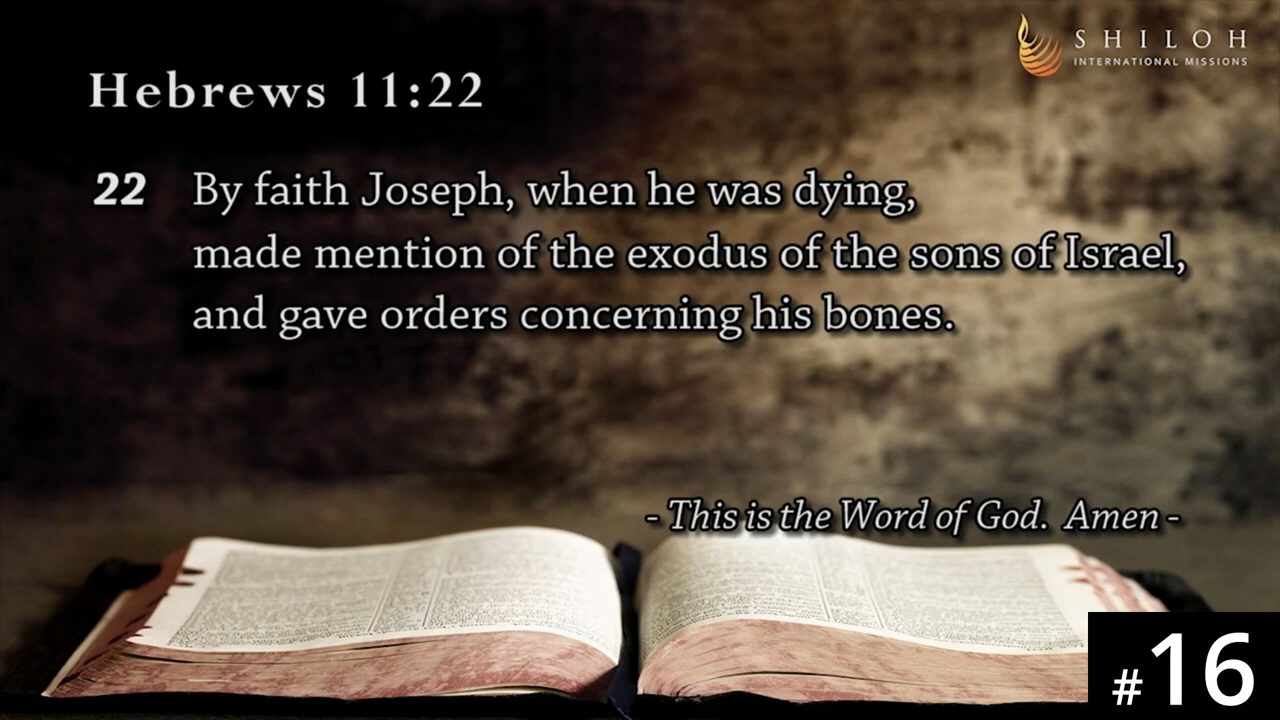 SHILOH
INTERNATIONAL MISSIONS
Hebrews 11:22
22 By faith Joseph, when he was dying,
made mention of the exodus of the sons of Israel,
and gave orders concerning his bones.
- This is the Word of God. Amen -
#16